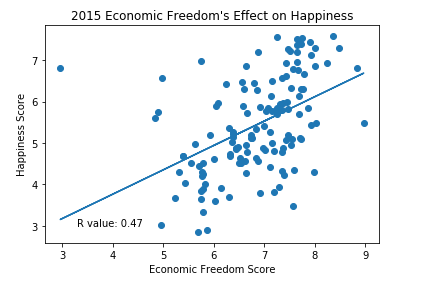 2015 Economic Freedom's Effect on Happiness
Happiness Score
7
6
5
4
3
R value: 0.47
3 4 5 6 7 8 9
Economic Freedom Score